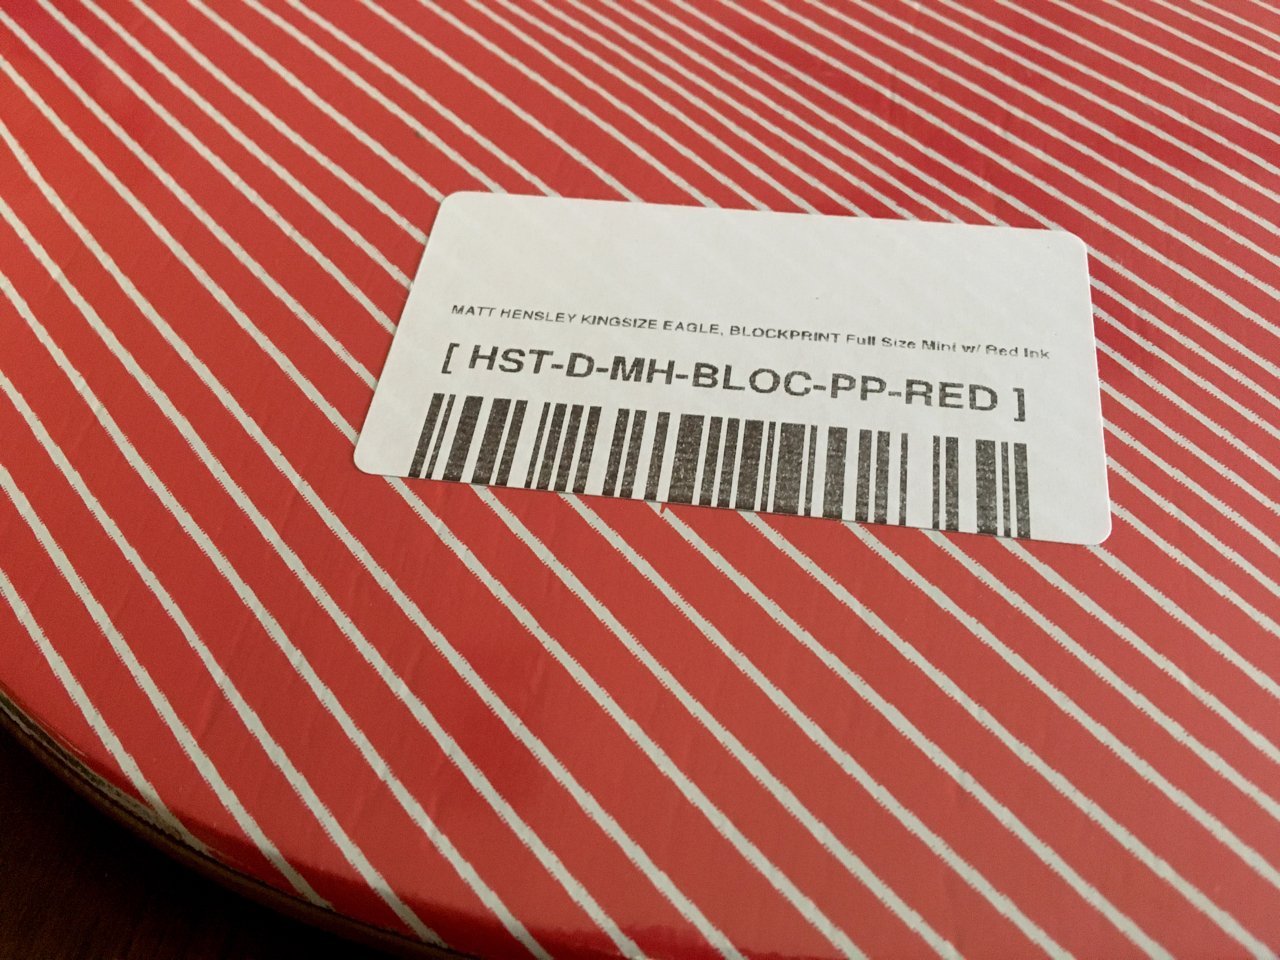 MATT HENSLEY KINGSIZE EAGLE, BLOCKPRINT Full Size Mini w/ Red Ink
[ HST-D-MH-BLOC-PP-RED ]